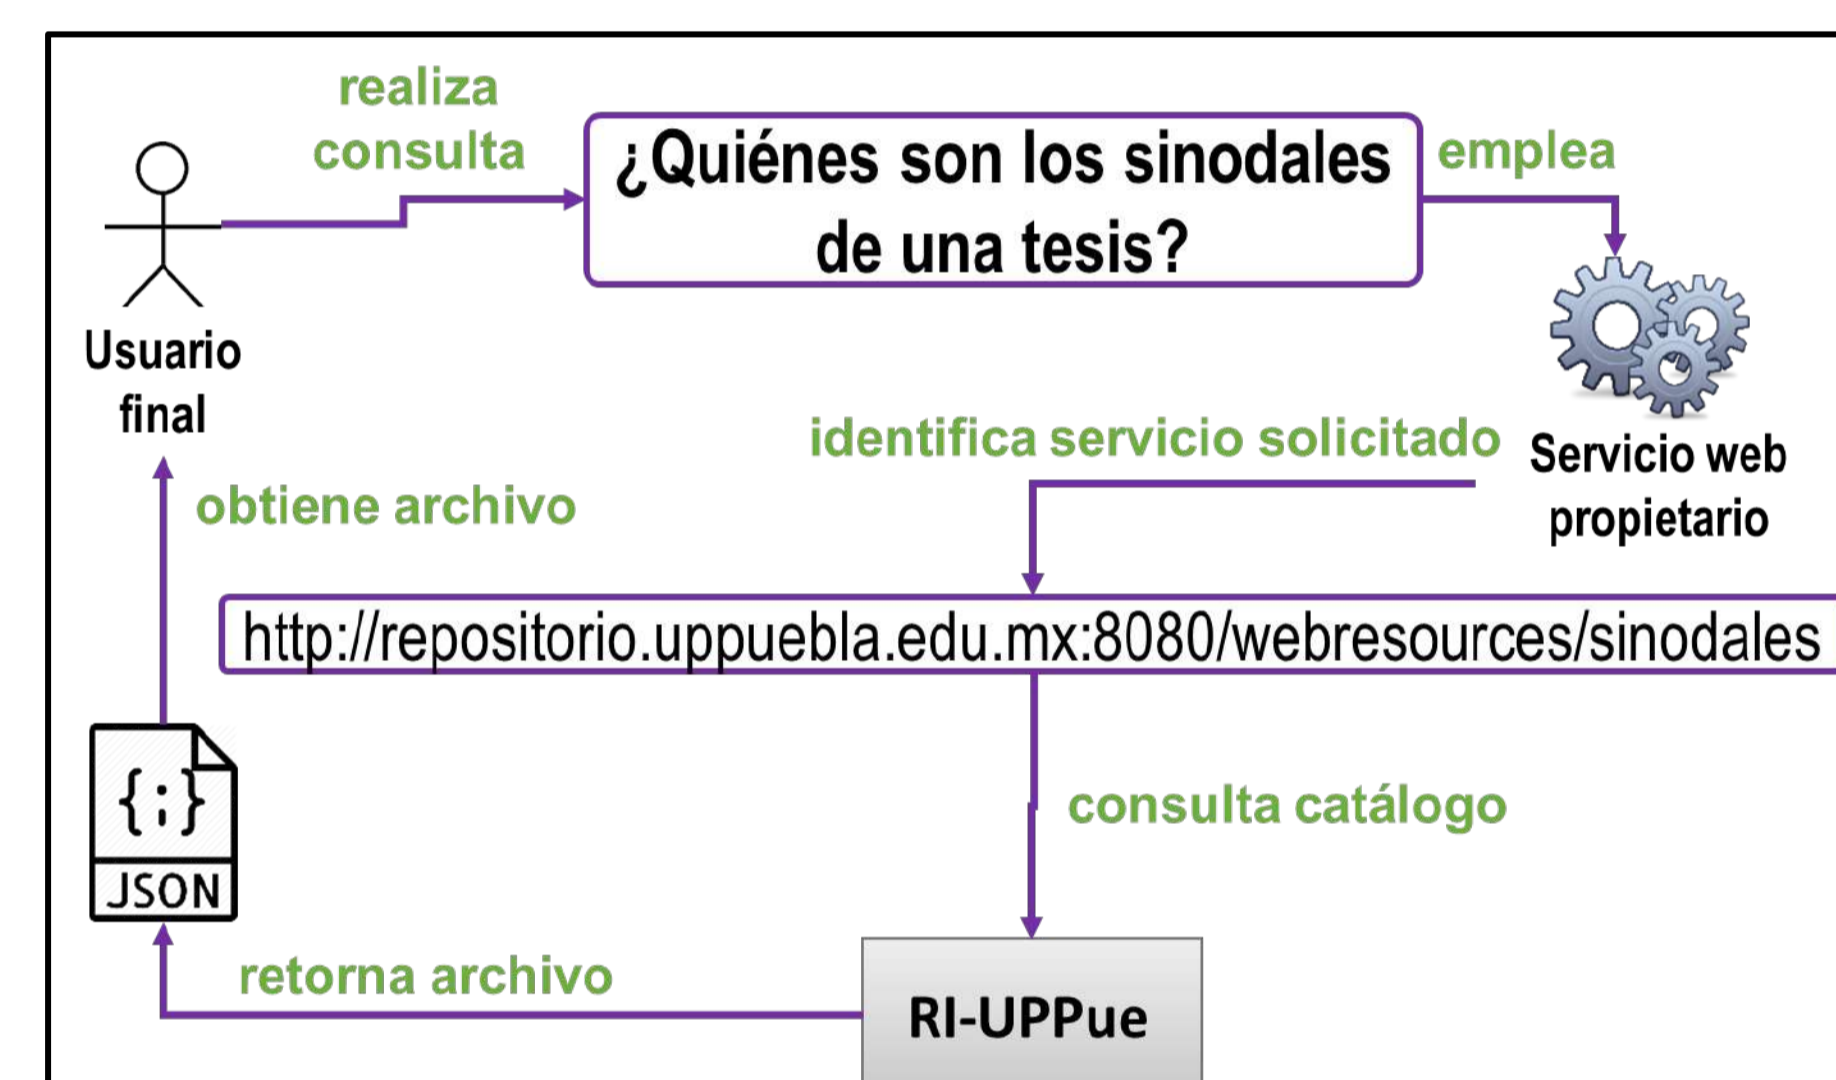 realiza
consulta
¿Quiénes son los sinodales
de una tesis?
emplea
Usuario
final
identifica servicio solicitado
Servicio web
propietario
obtiene archivo
http://repositorio.uppuebla.edu.mx:8080/webresources/sinodales
{;}
JSON
consulta catálogo
retorna archivo
RI-UPPue